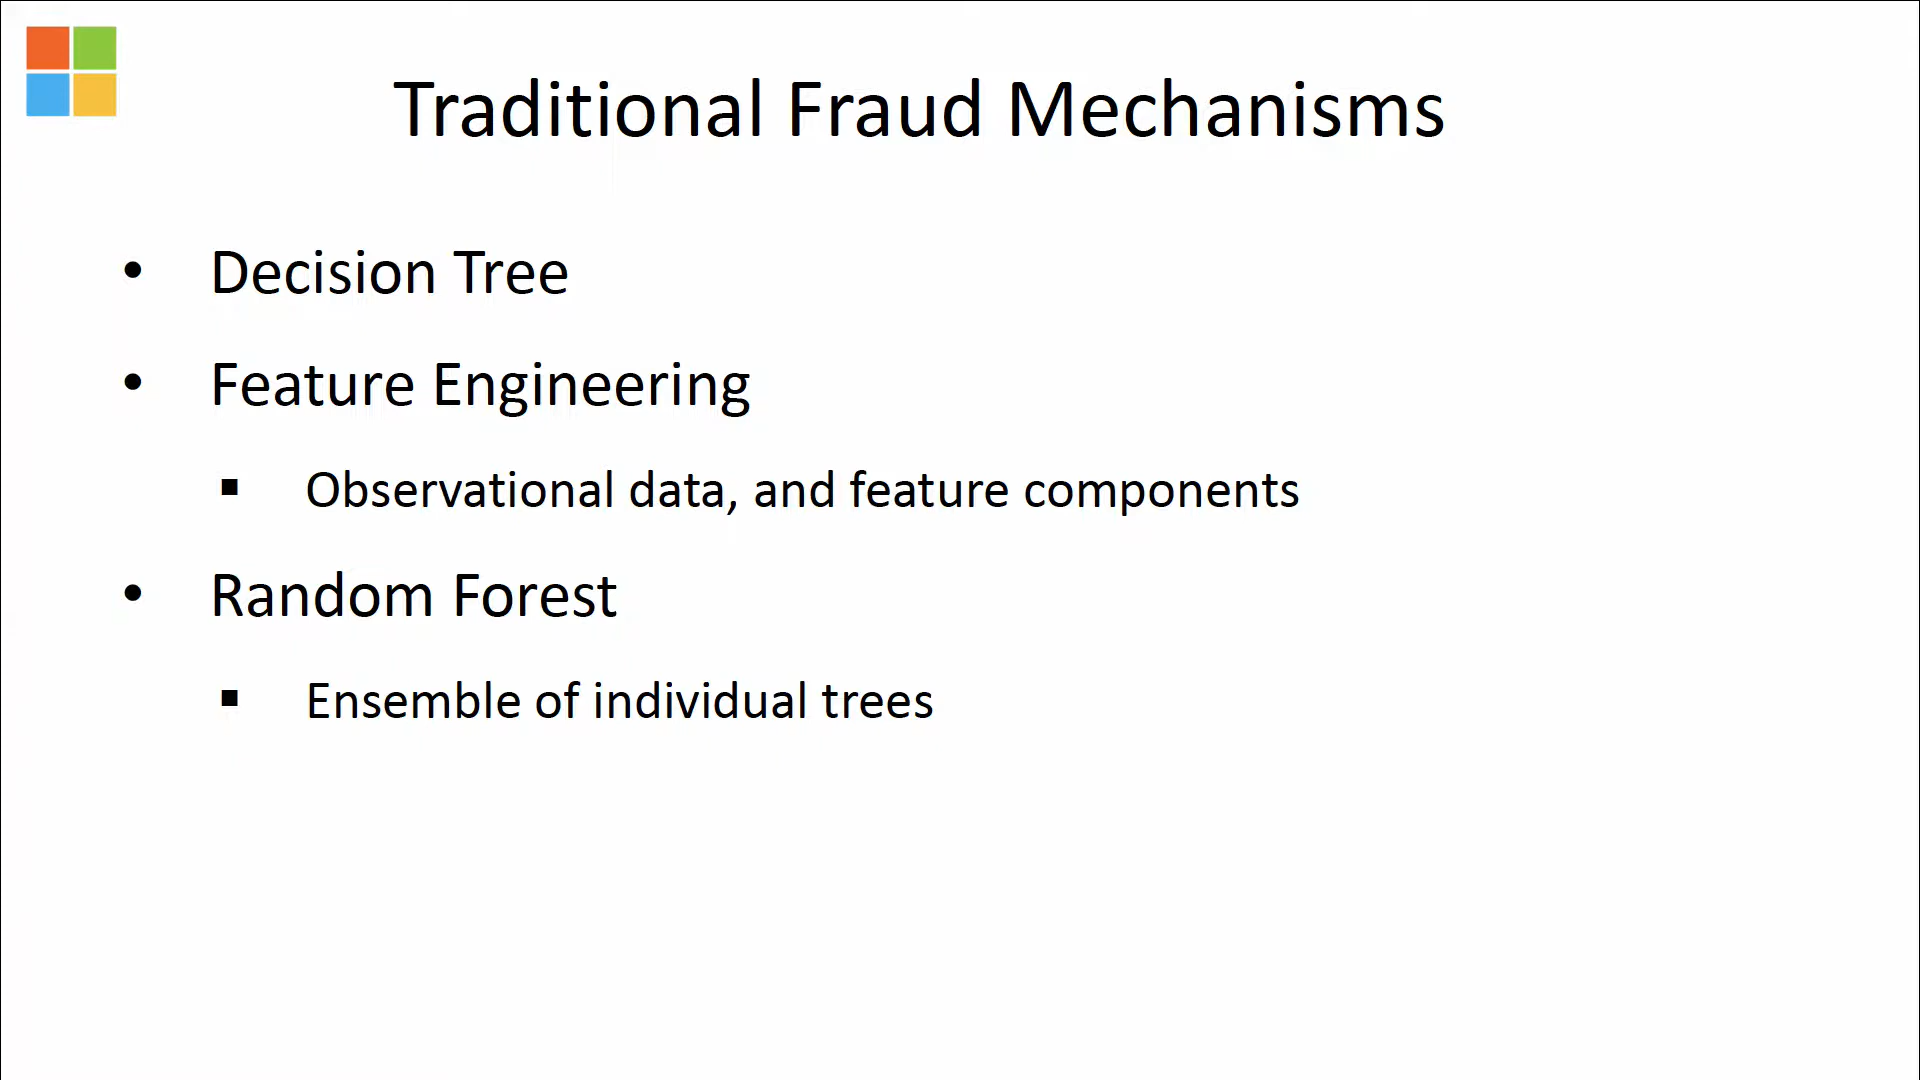 Traditional Fraud Mechanisms
• Decision Tree
• Feature Engineering
▪ Observational data, and feature components
• Random Forest
▪ Ensemble of individual trees